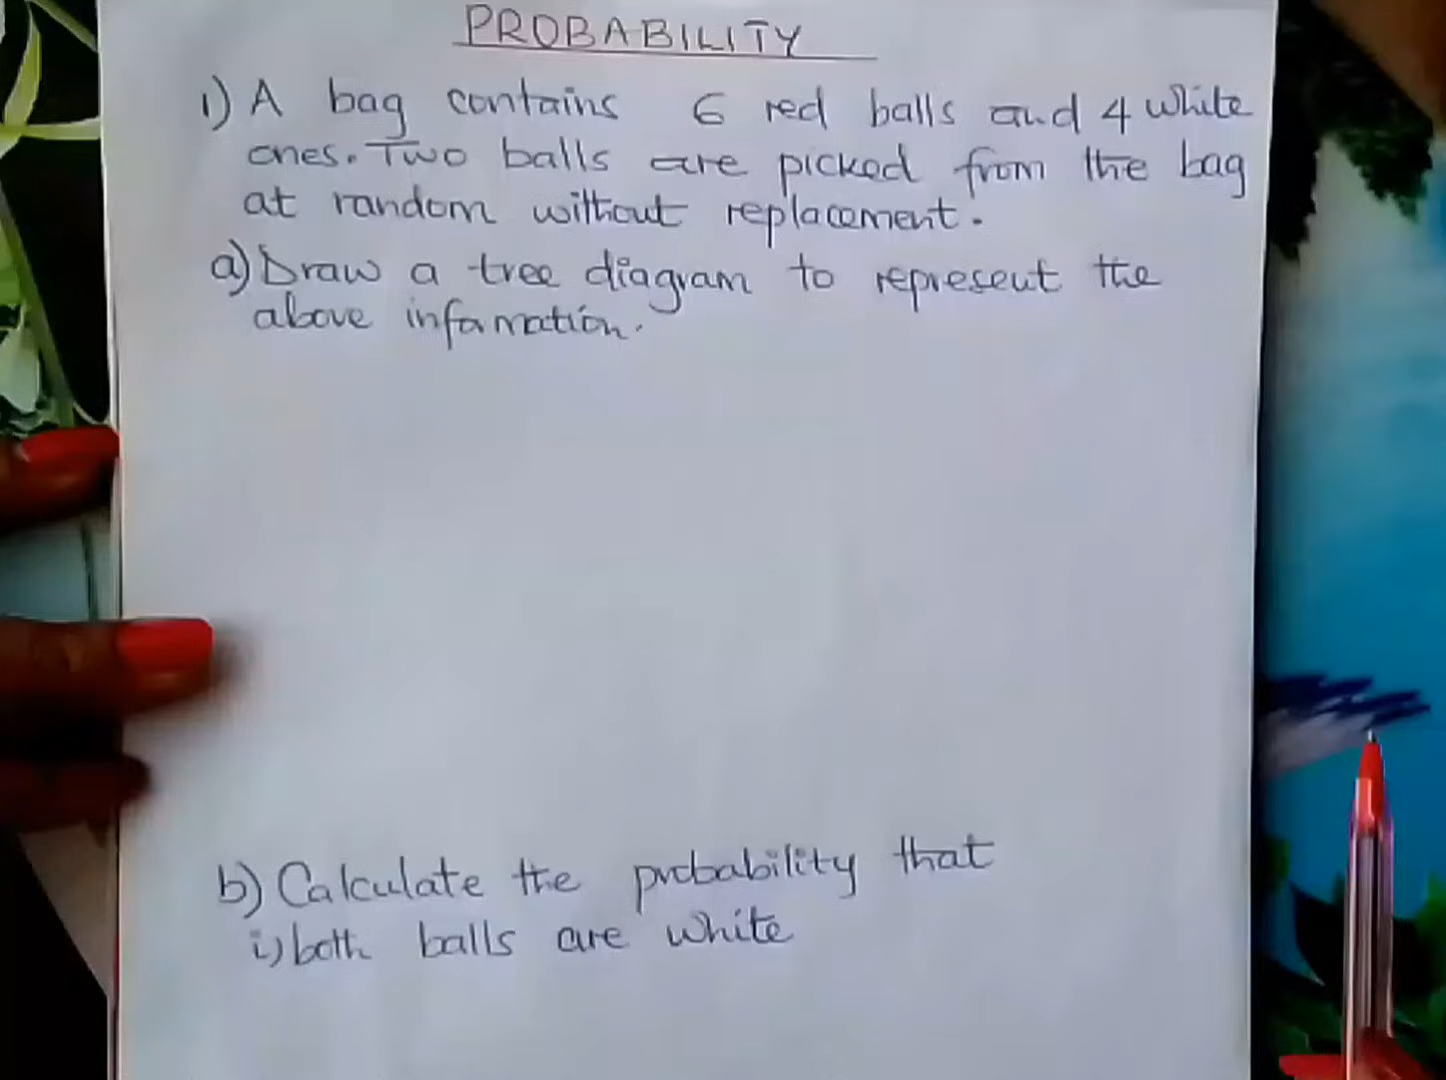 PROBABILITY
1) A bag contains 6 red balls and 4 white
ones. Two balls are picked from the bag
at random without replacement.
a) Draw a tree diagram to represent the
above information.
b) Calculate the probability that
i) both balls are white